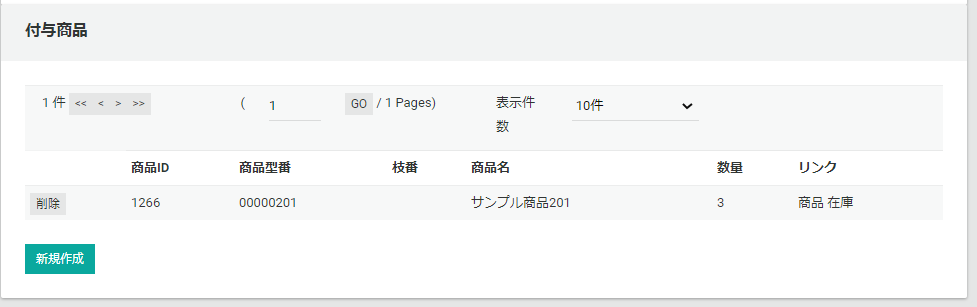 付与商品
1 件 << < > >> ( 1 GO / 1 Pages) 表示件数 10件
商品ID 商品型番 枝番 商品名 数量 リンク
削除 1266 00000201 サンプル商品201 3 商品 在庫
新規作成